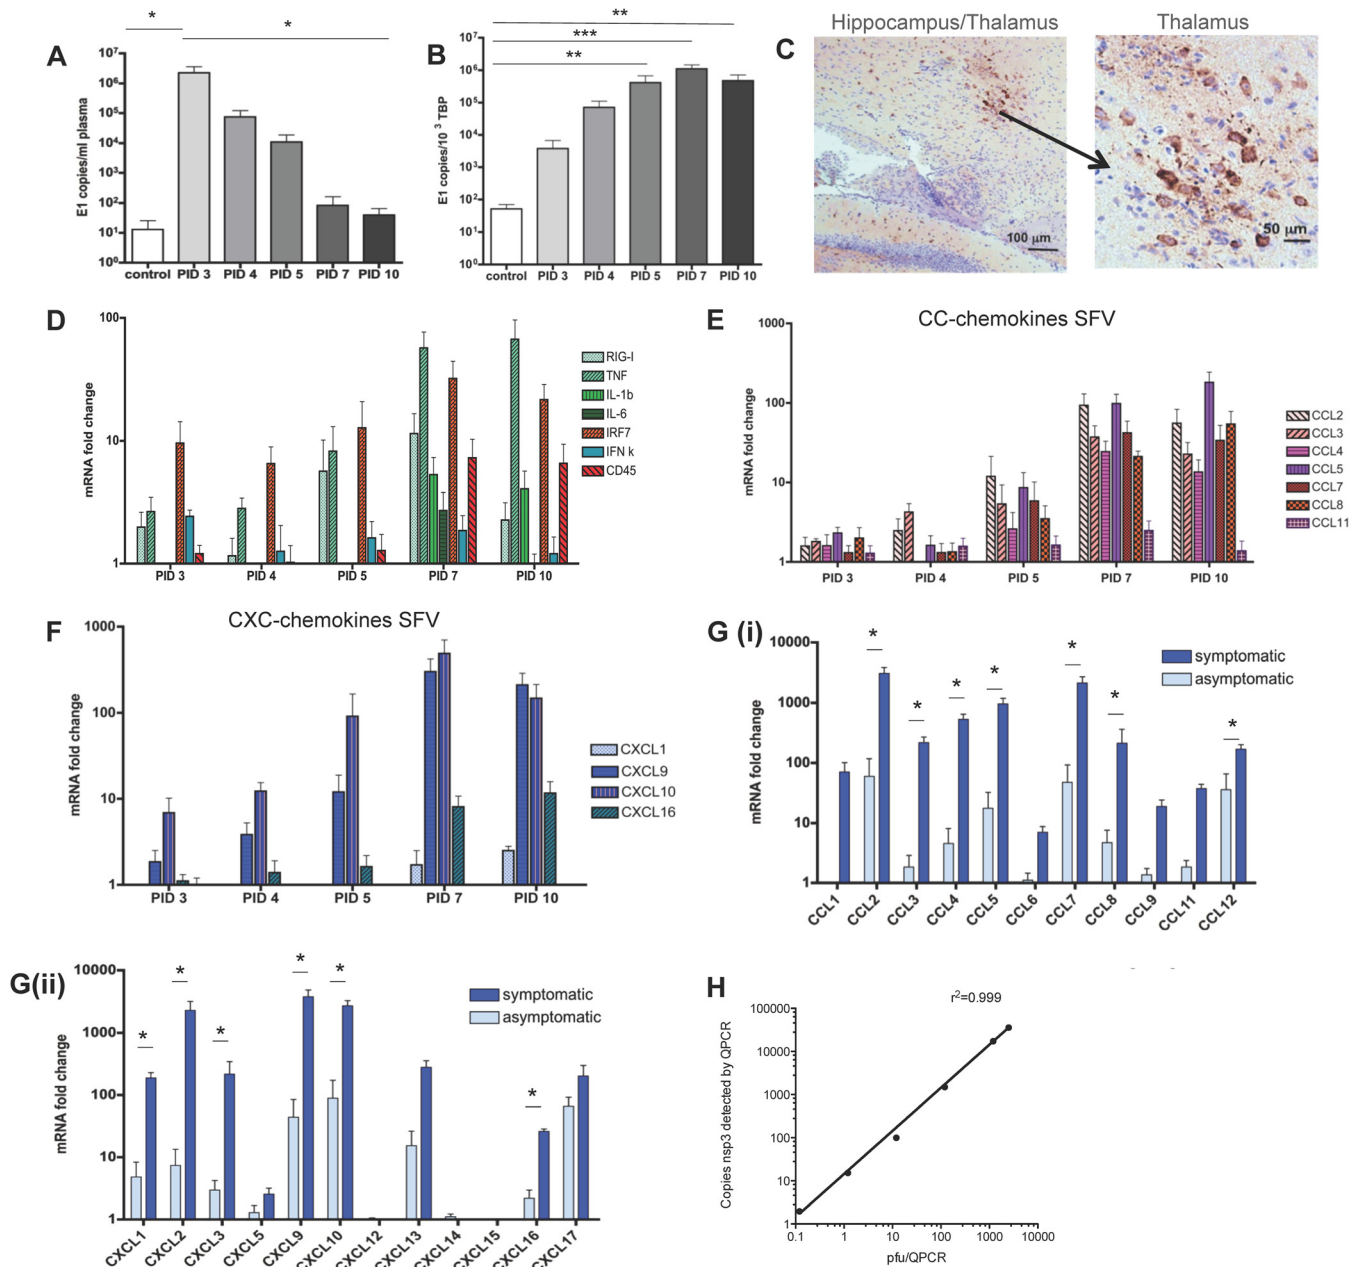 A
*
*
E1 copies/ml plasma
10⁷
10⁶
10⁵
10⁴
10³
10²
10¹
10⁰
control PID 3 PID 4 PID 5 PID 7 PID 10
B
**
***
**
E1 copies/10 ³ TBP
10⁷
10⁶
10⁵
10⁴
10³
10²
10¹
10⁰
control PID 3 PID 4 PID 5 PID 7 PID 10
C
Hippocampus/Thalamus
Thalamus
100 μm
50 μm
D
mRNA fold change
100
10
1
PID 3 PID 4 PID 5 PID 7 PID 10
RIG-I
TNF
IL-1b
IL-6
IRF7
IFN k
CD45
E
CC-chemokines SFV
mRNA fold change
1000
100
10
1
PID 3 PID 4 PID 5 PID 7 PID 10
CCL2
CCL3
CCL4
CCL5
CCL7
CCL8
CCL11
F
CXC-chemokines SFV
mRNA fold change
1000
100
10
1
PID 3 PID 4 PID 5 PID 7 PID 10
CXCL1
CXCL9
CXCL10
CXCL16
G (i)
mRNA fold change
10000
1000
100
10
1
* * * * * * *
symptomatic
asymptomatic
CCL1 CCL2 CCL3 CCL4 CCL5 CCL6 CCL7 CCL8 CCL9 CCL11 CCL12
G(ii)
mRNA fold change
10000
1000
100
10
1
* * * * * *
symptomatic
asymptomatic
CXCL1 CXCL2 CXCL3 CXCL5 CXCL9 CXCL10 CXCL12 CXCL13 CXCL14 CXCL15 CXCL16 CXCL17
H
r²=0.999
Copies nsp3 detected by QPCR
100000
10000
1000
100
10
1
0.1 1 10 100 1000 10000
pfu/QPCR